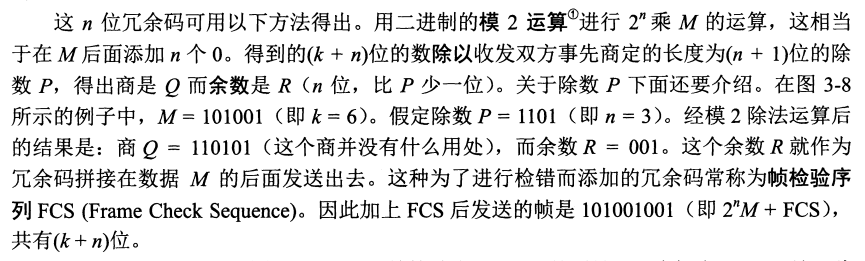 这 n 位冗余码可用以下方法得出。用二进制的模 2 运算①进行 2ⁿ 乘 M 的运算，这相当
于在 M 后面添加 n 个 0。得到的(k + n)位的数除以收发双方事先商定的长度为(n + 1)位的除
数 P，得出商是 Q 而余数是 R（n 位，比 P 少一位）。关于除数 P 下面还要介绍。在图 3-8
所示的例子中，M = 101001（即 k = 6）。假定除数 P = 1101（即 n = 3）。经模 2 除法运算后
的结果是：商 Q = 110101（这个商并没有什么用处），而余数 R = 001。这个余数 R 就作为
冗余码拼接在数据 M 的后面发送出去。这种为了进行检错而添加的冗余码常称为帧检验序
列 FCS (Frame Check Sequence)。因此加上 FCS 后发送的帧是 101001001（即 2ⁿM + FCS），
共有(k + n)位。